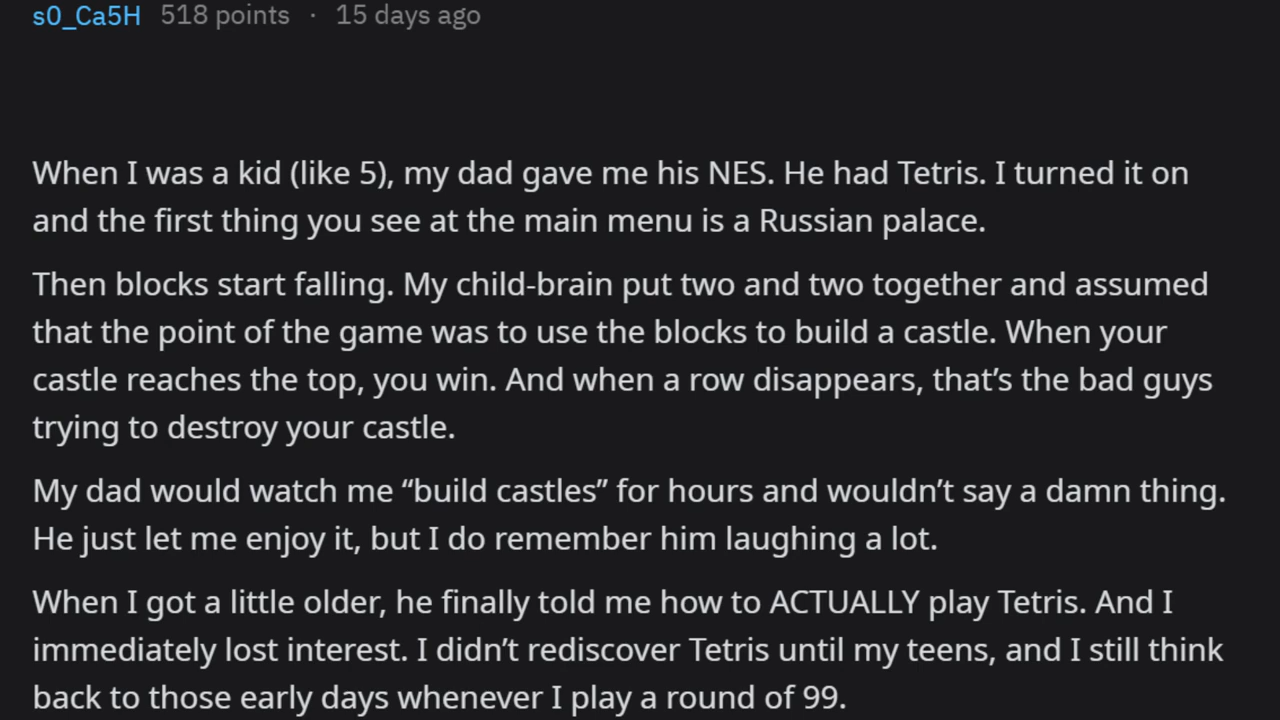 s0_Ca5H 518 points · 15 days ago
When I was a kid (like 5), my dad gave me his NES. He had Tetris. I turned it on
and the first thing you see at the main menu is a Russian palace.
Then blocks start falling. My child-brain put two and two together and assumed
that the point of the game was to use the blocks to build a castle. When your
castle reaches the top, you win. And when a row disappears, that’s the bad guys
trying to destroy your castle.
My dad would watch me “build castles” for hours and wouldn’t say a damn thing.
He just let me enjoy it, but I do remember him laughing a lot.
When I got a little older, he finally told me how to ACTUALLY play Tetris. And I
immediately lost interest. I didn’t rediscover Tetris until my teens, and I still think
back to those early days whenever I play a round of 99.